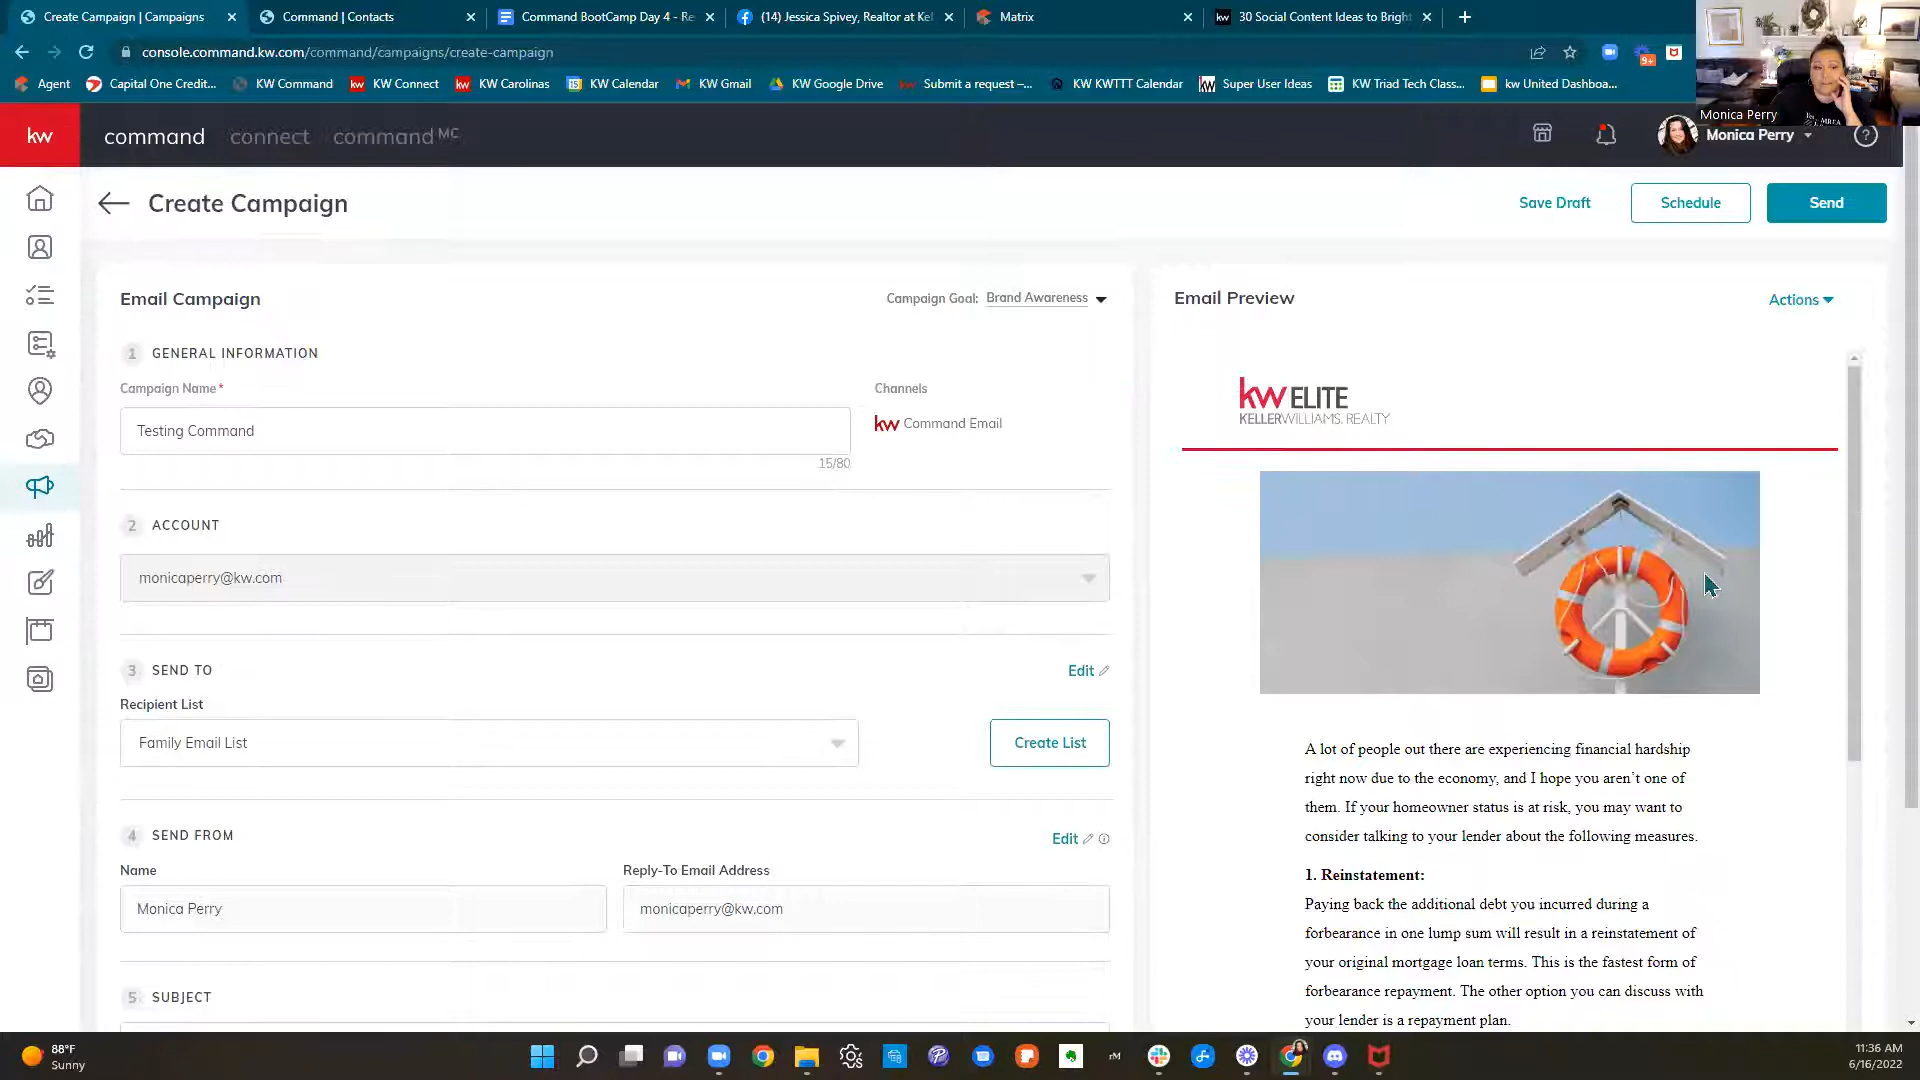 Create Campaign | Campaigns
Command | Contacts
Command BootCamp Day 4 - Re
(14) Jessica Spivey, Realtor at Kel
Matrix
30 Social Content Ideas to Bright
console.command.kw.com/command/campaigns/create-campaign
9+
Agent
Capital One Credit...
KW Command
KW Connect
KW Carolinas
KW Calendar
KW Gmail
KW Google Drive
Submit a request –...
KW KWTTT Calendar
Super User Ideas
KW Triad Tech Class...
kw United Dashboa...
Monica Perry
kw
command
connect
command MC
Monica Perry
Create Campaign
Save Draft
Schedule
Send
Email Campaign
Campaign Goal: Brand Awareness
1 GENERAL INFORMATION
Campaign Name*
Testing Command
15/80
Channels
kw Command Email
2 ACCOUNT
monicaperry@kw.com
3 SEND TO
Edit
Recipient List
Family Email List
Create List
4 SEND FROM
Edit
Name
Monica Perry
Reply-To Email Address
monicaperry@kw.com
5 SUBJECT
Email Preview
Actions
kw ELITE
KELLERWILLIAMS. REALTY
A lot of people out there are experiencing financial hardship
right now due to the economy, and I hope you aren’t one of
them. If your homeowner status is at risk, you may want to
consider talking to your lender about the following measures.
1. Reinstatement:
Paying back the additional debt you incurred during a
forbearance in one lump sum will result in a reinstatement of
your original mortgage loan terms. This is the fastest form of
forbearance repayment. The other option you can discuss with
your lender is a repayment plan.
88°F
Sunny
rM
11:36 AM
6/16/2022